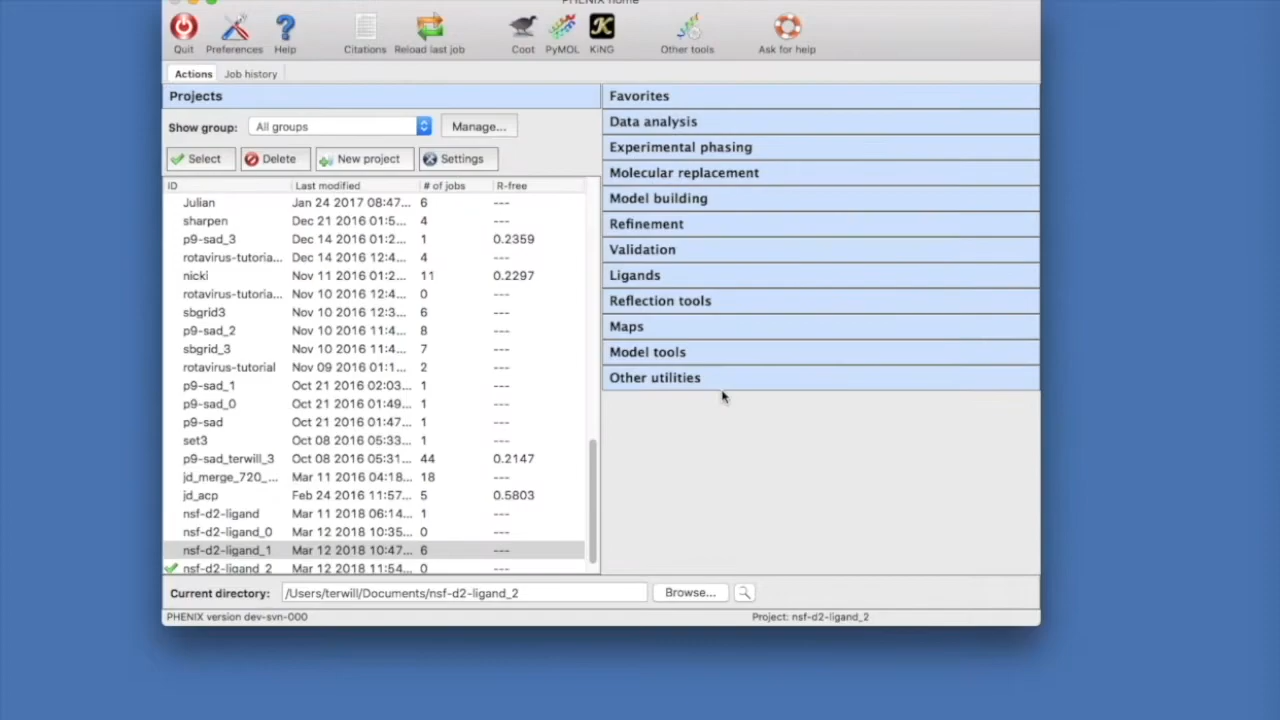 PHENIX home
Quit Preferences Help Citations Reload last job Coot PyMOL KiNG Other tools Ask for help
Actions Job history
Projects
Show group: All groups Manage...
Select Delete New project Settings
ID Last modified # of jobs R-free
Julian Jan 24 2017 08:47... 6 ---
sharpen Dec 21 2016 01:5... 4 ---
p9-sad_3 Dec 14 2016 01:2... 1 0.2359
rotavirus-tutoria... Dec 14 2016 12:4... 4 ---
nicki Nov 11 2016 01:2... 11 0.2297
rotavirus-tutoria... Nov 10 2016 12:4... 0 ---
sbgrid3 Nov 10 2016 12:3... 6 ---
p9-sad_2 Nov 10 2016 11:4... 8 ---
sbgrid_3 Nov 10 2016 11:4... 7 ---
rotavirus-tutorial Nov 09 2016 01:1... 2 ---
p9-sad_1 Oct 21 2016 02:03... 1 ---
p9-sad_0 Oct 21 2016 01:49... 1 ---
p9-sad Oct 21 2016 01:47... 1 ---
set3 Oct 08 2016 05:33... 1 ---
p9-sad_terwill_3 Oct 08 2016 05:31... 44 0.2147
jd_merge_720_... Mar 11 2016 04:18... 18 ---
jd_acp Feb 24 2016 11:57... 5 0.5803
nsf-d2-ligand Mar 11 2018 06:14... 1 ---
nsf-d2-ligand_0 Mar 12 2018 10:35... 0 ---
nsf-d2-ligand_1 Mar 12 2018 10:47... 6 ---
nsf-d2-ligand_2 Mar 12 2018 11:54... 0 ---
Favorites
Data analysis
Experimental phasing
Molecular replacement
Model building
Refinement
Validation
Ligands
Reflection tools
Maps
Model tools
Other utilities
Current directory: /Users/terwill/Documents/nsf-d2-ligand_2 Browse...
PHENIX version dev-svn-000 Project: nsf-d2-ligand_2